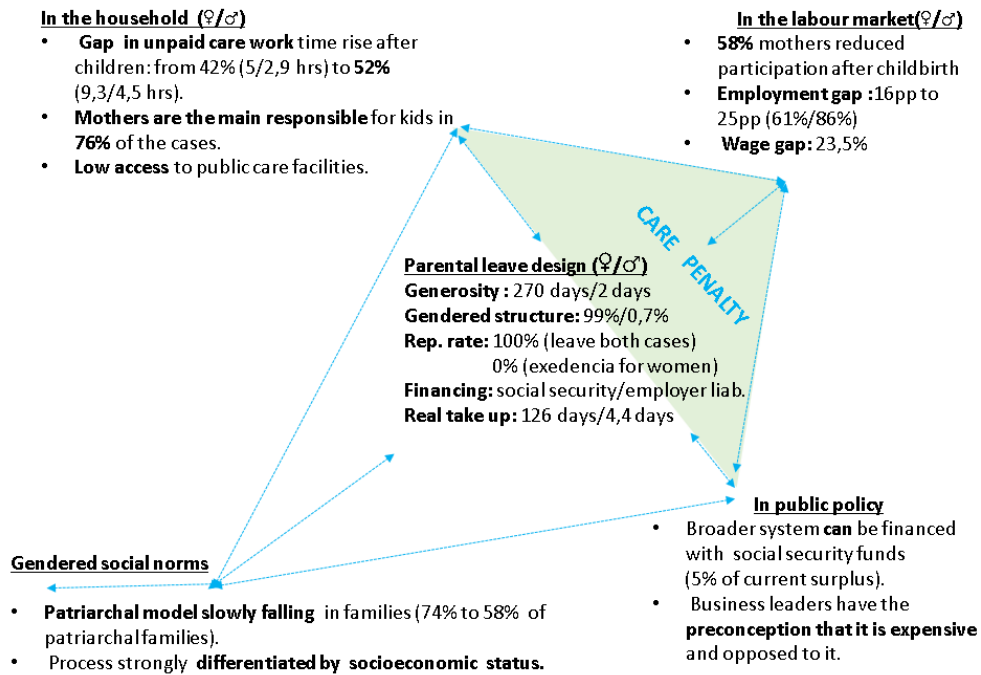 In the household (♀/♂)
• Gap in unpaid care work time rise after
children: from 42% (5/2,9 hrs) to 52%
(9,3/4,5 hrs).
• Mothers are the main responsible for kids in
76% of the cases.
• Low access to public care facilities.
In the labour market(♀/♂)
• 58% mothers reduced
participation after childbirth
• Employment gap :16pp to
25pp (61%/86%)
• Wage gap: 23,5%
CARE PENALTY
Parental leave design (♀/♂)
Generosity : 270 days/2 days
Gendered structure: 99%/0,7%
Rep. rate: 100% (leave both cases)
0% (exedencia for women)
Financing: social security/employer liab.
Real take up: 126 days/4,4 days
In public policy
• Broader system can be financed
with social security funds
(5% of current surplus).
• Business leaders have the
preconception that it is expensive
and opposed to it.
Gendered social norms
• Patriarchal model slowly falling in families (74% to 58% of
patriarchal families).
• Process strongly differentiated by socioeconomic status.